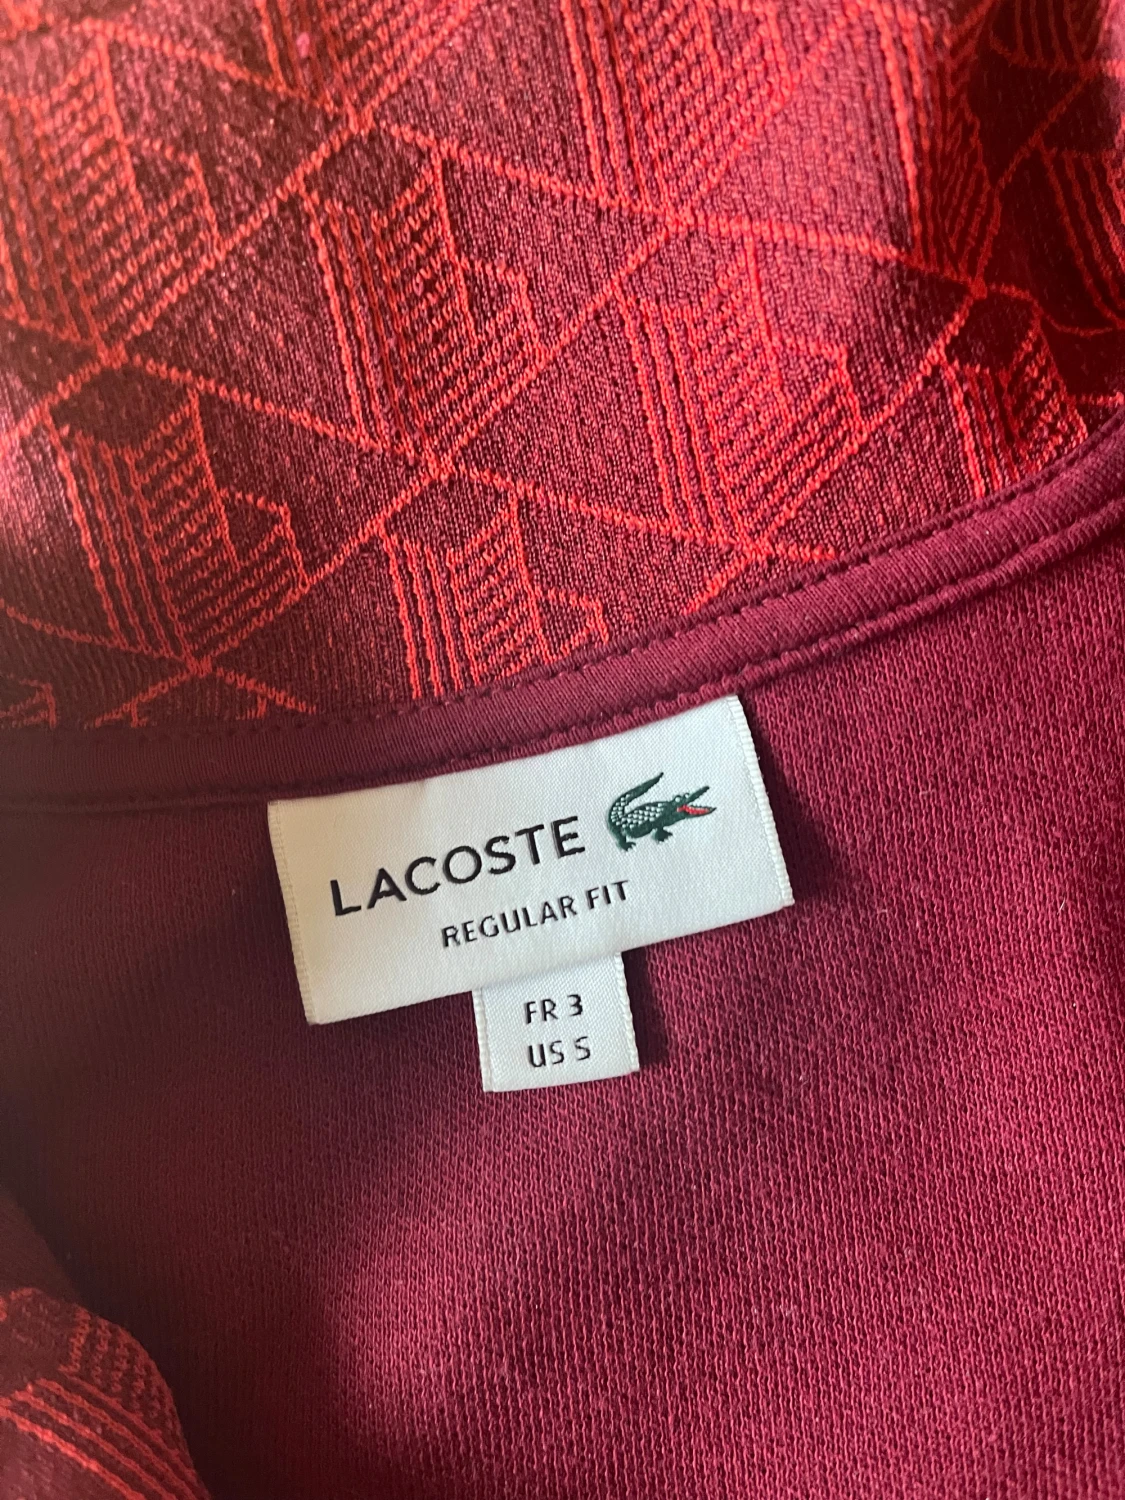 LACOSTE
REGULAR FIT
FR 3
US S